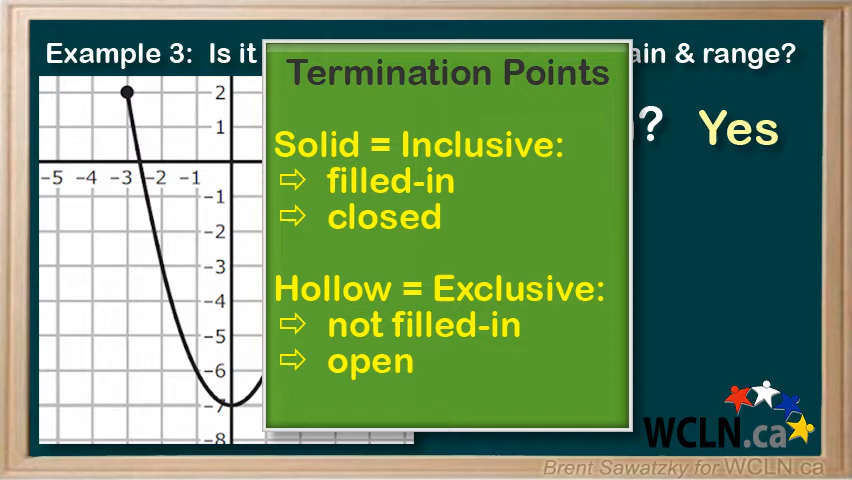 Example 3: Is it ain & range?
Termination Points
? Yes
Solid = Inclusive:
⇨ filled-in
⇨ closed
Hollow = Exclusive:
⇨ not filled-in
⇨ open
2
1
-5 -4 -3 -2 -1
-1
-2
-3
-4
-5
-6
-7
-8
WCLN.ca
Brent Sawatzky for WCLN.ca